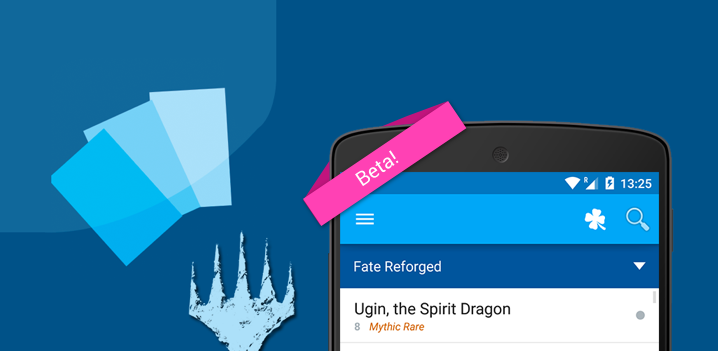 Beta!
R
13:25
Fate Reforged
Ugin, the Spirit Dragon
8 Mythic Rare